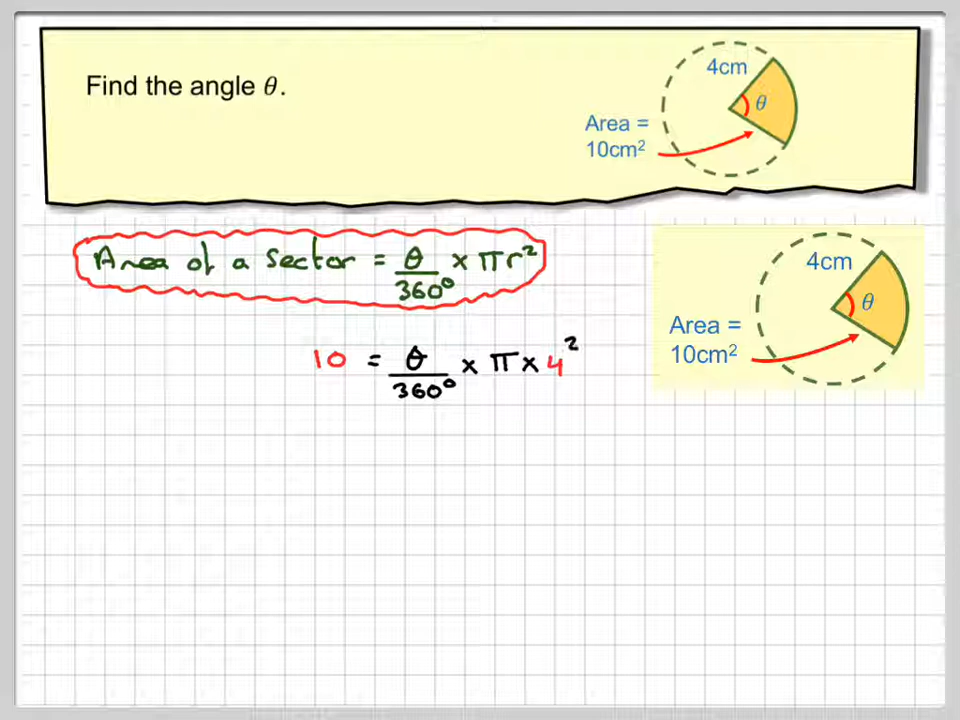 Find the angle θ.
4cm
θ
Area =
10cm²
Area of a sector = θ/360° × πr²
4cm
θ
Area =
10cm²
10 = θ/360° × π × 4²